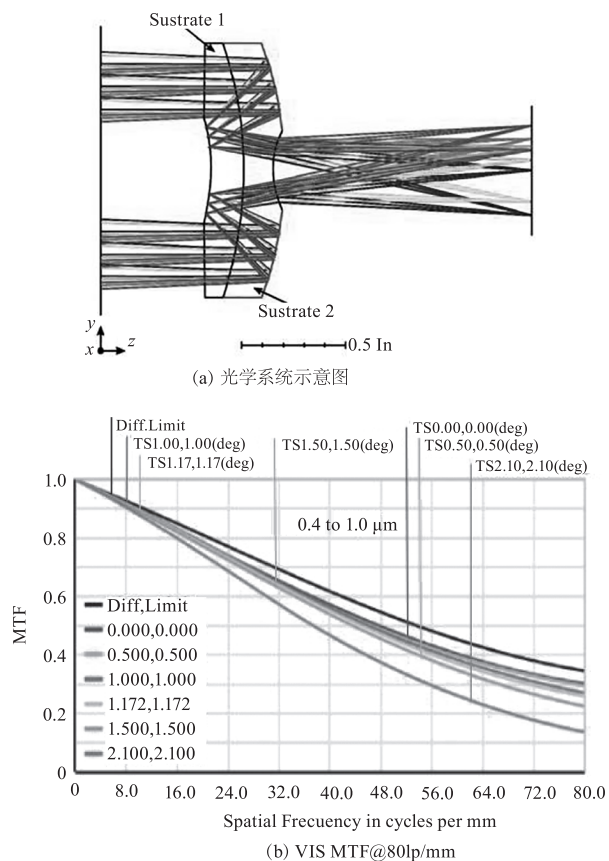 Sustrate 1
Sustrate 2
y
x
z
0.5 In
(a) 光学系统示意图
Diff.Limit
TS1.00,1.00(deg)
TS1.17,1.17(deg)
TS1.50,1.50(deg)
TS0.00,0.00(deg)
TS0.50,0.50(deg)
TS2.10,2.10(deg)
1.0
0.8
0.6
0.4
0.2
0
MTF
0.4 to 1.0 μm
Diff,Limit
0.000,0.000
0.500,0.500
1.000,1.000
1.172,1.172
1.500,1.500
2.100,2.100
0 8.0 16.0 24.0 32.0 40.0 48.0 56.0 64.0 72.0 80.0
Spatial Frecuency in cycles per mm
(b) VIS MTF@80lp/mm